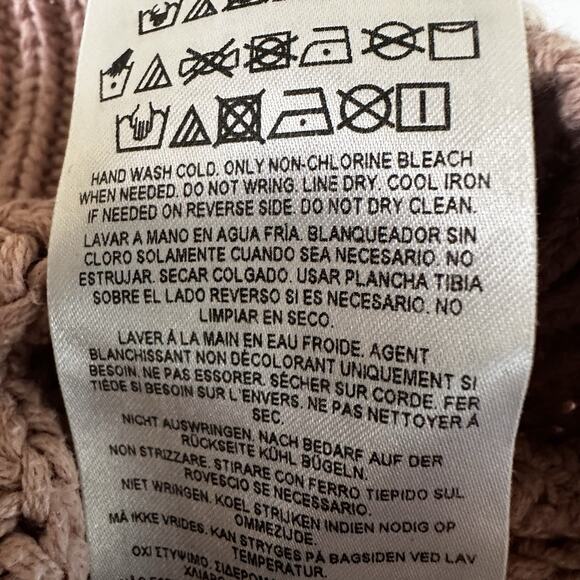 HAND WASH COLD. ONLY NON-CHLORINE BLEACH
WHEN NEEDED. DO NOT WRING. LINE DRY. COOL IRON
IF NEEDED ON REVERSE SIDE. DO NOT DRY CLEAN.
LAVAR A MANO EN AGUA FRÍA. BLANQUEADOR SIN
CLORO SOLAMENTE CUANDO SEA NECESARIO. NO
ESTRUJAR. SECAR COLGADO. USAR PLANCHA TIBIA
SOBRE EL LADO REVERSO SI ES NECESARIO. NO
LIMPIAR EN SECO.
LAVER À LA MAIN EN EAU FROIDE. AGENT
BLANCHISSANT NON DÉCOLORANT UNIQUEMENT SI
BESOIN. NE PAS ESSORER. SÉCHER SUR CORDE. FER
TIÈDE SI BESOIN SUR L'ENVERS. NE PAS NETTOYER À
SEC.
NICHT AUSWRINGEN. NACH BEDARF AUF DER
RÜCKSEITE KÜHL BÜGELN.
NON STRIZZARE. STIRARE CON FERRO TIEPIDO SUL
ROVESCIO SE NECESSARIO.
NIET WRINGEN. KOEL STRIJKEN INDIEN NODIG OP
OMMEZIJDE.
MÅ IKKE VRIDES. KAN STRYGES PÅ BAGSIDEN VED LAV
TEMPERATUR.
ΟΧΙ ΣΤΥΨΙΜΟ.